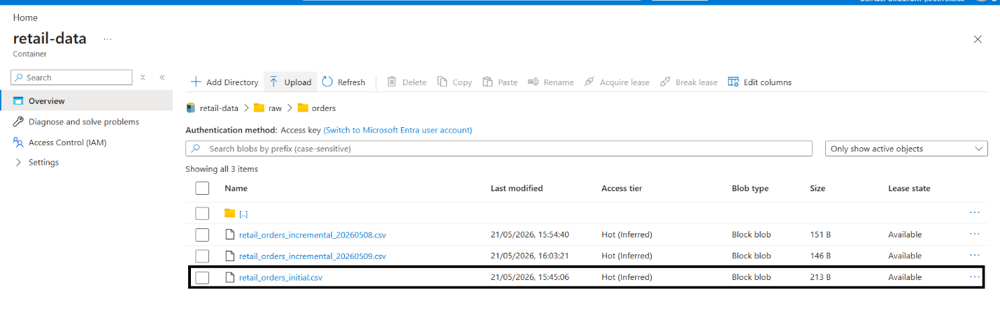 Home
retail-data ...
Container
Search
Overview
Diagnose and solve problems
Access Control (IAM)
Settings
Add Directory Upload Refresh Delete Copy Paste Rename Acquire lease Break lease Edit columns
retail-data > raw > orders
Authentication method: Access key (Switch to Microsoft Entra user account)
Search blobs by prefix (case-sensitive) Only show active objects
Showing all 3 items
Name Last modified Access tier Blob type Size Lease state
[..] ...
retail_orders_incremental_20260508.csv 21/05/2026, 15:54:40 Hot (Inferred) Block blob 151 B Available ...
retail_orders_incremental_20260509.csv 21/05/2026, 16:03:21 Hot (Inferred) Block blob 146 B Available ...
retail_orders_initial.csv 21/05/2026, 15:45:06 Hot (Inferred) Block blob 213 B Available ...